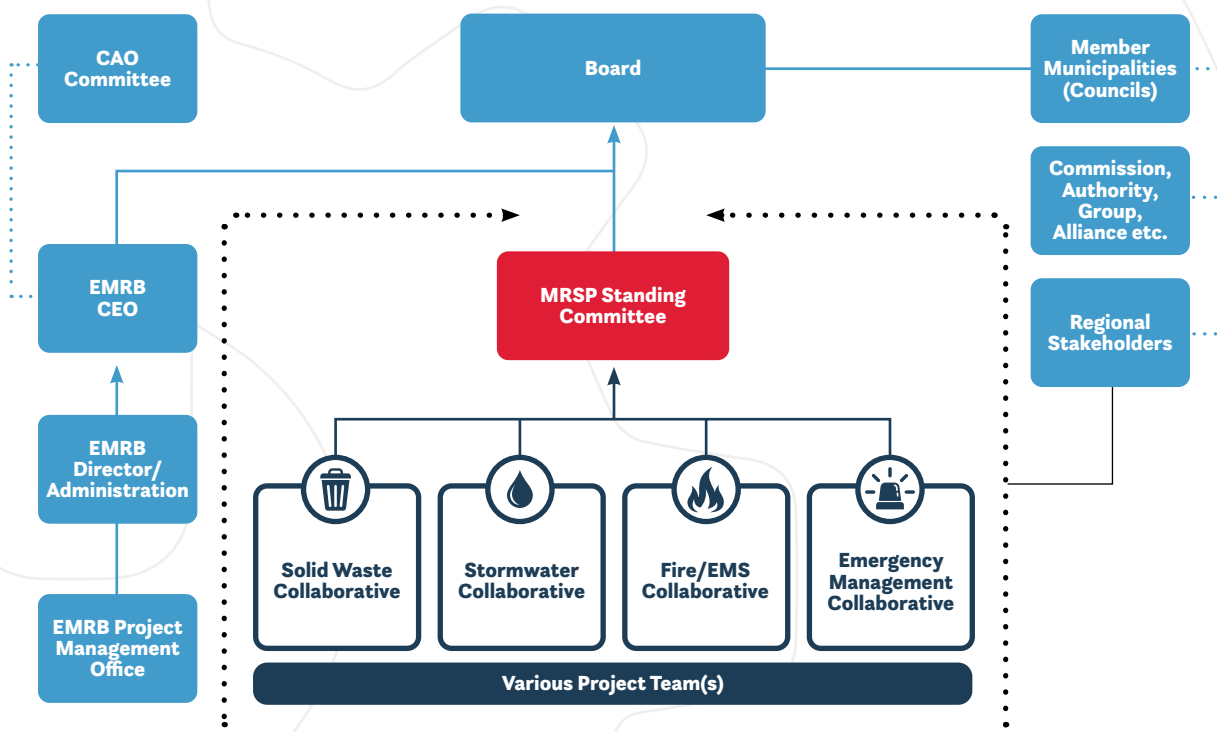 CAO
Committee
Board
Member
Municipalities
(Councils)
Commission,
Authority,
Group,
Alliance etc.
EMRB
CEO
MRSP Standing
Committee
Regional
Stakeholders
EMRB
Director/
Administration
Solid Waste
Collaborative
Stormwater
Collaborative
Fire/EMS
Collaborative
Emergency
Management
Collaborative
EMRB Project
Management
Office
Various Project Team(s)